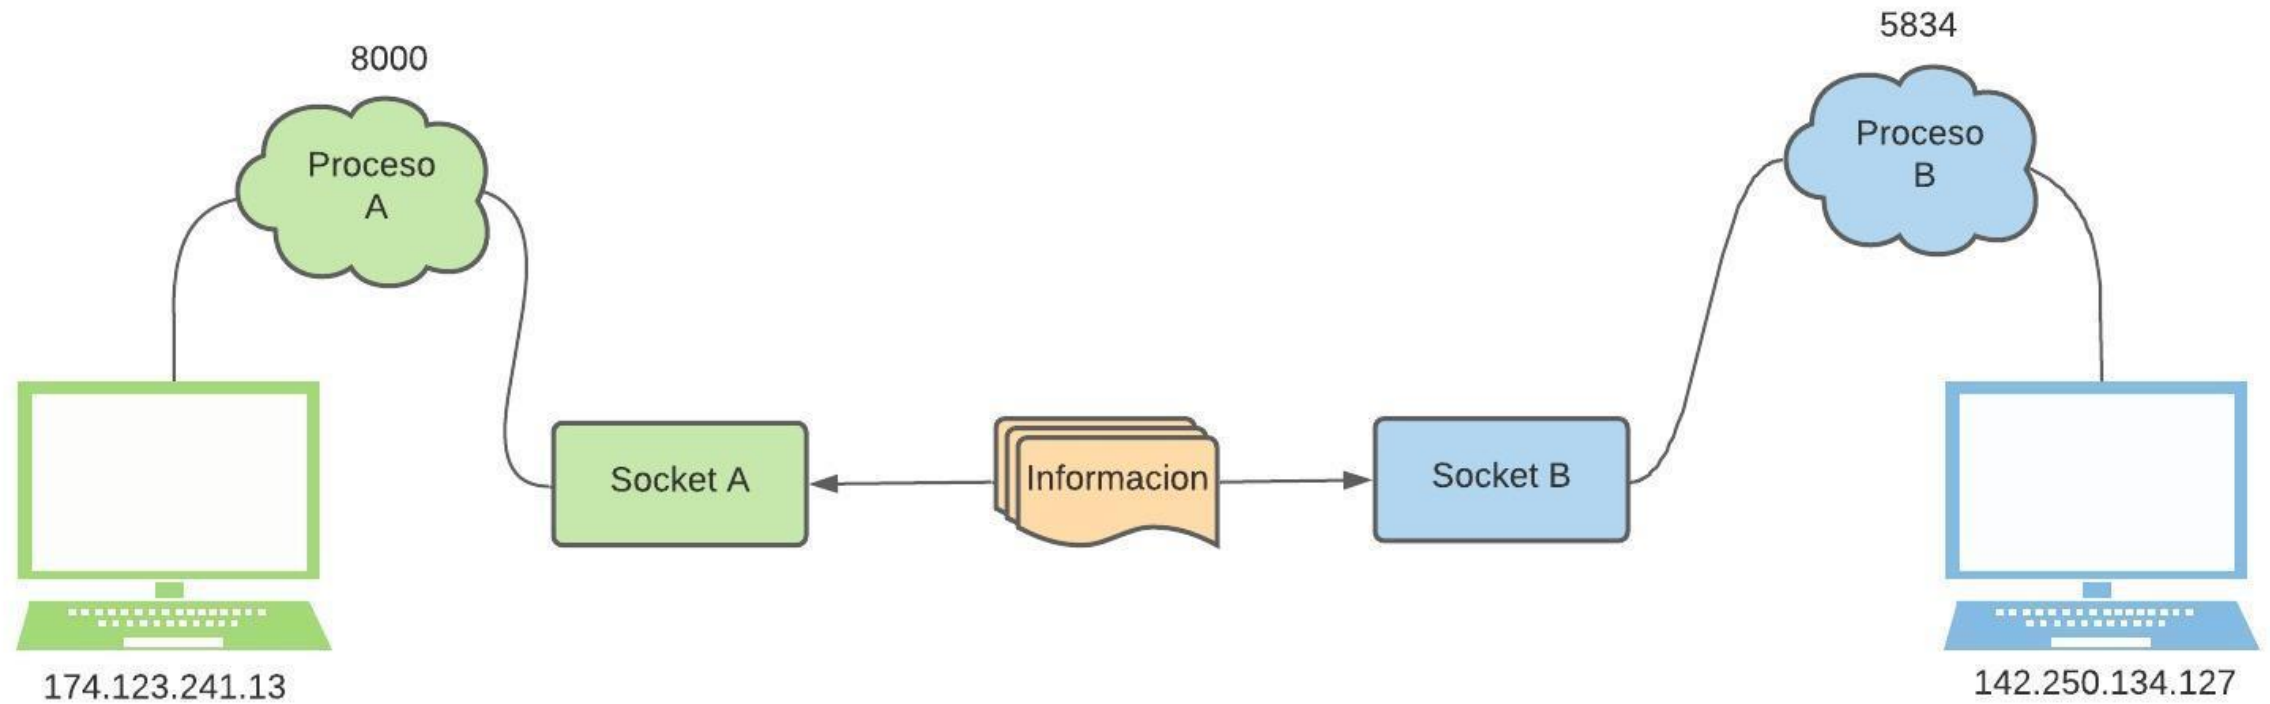 8000
5834
Proceso
A
Proceso
B
Socket A
Informacion
Socket B
174.123.241.13
142.250.134.127